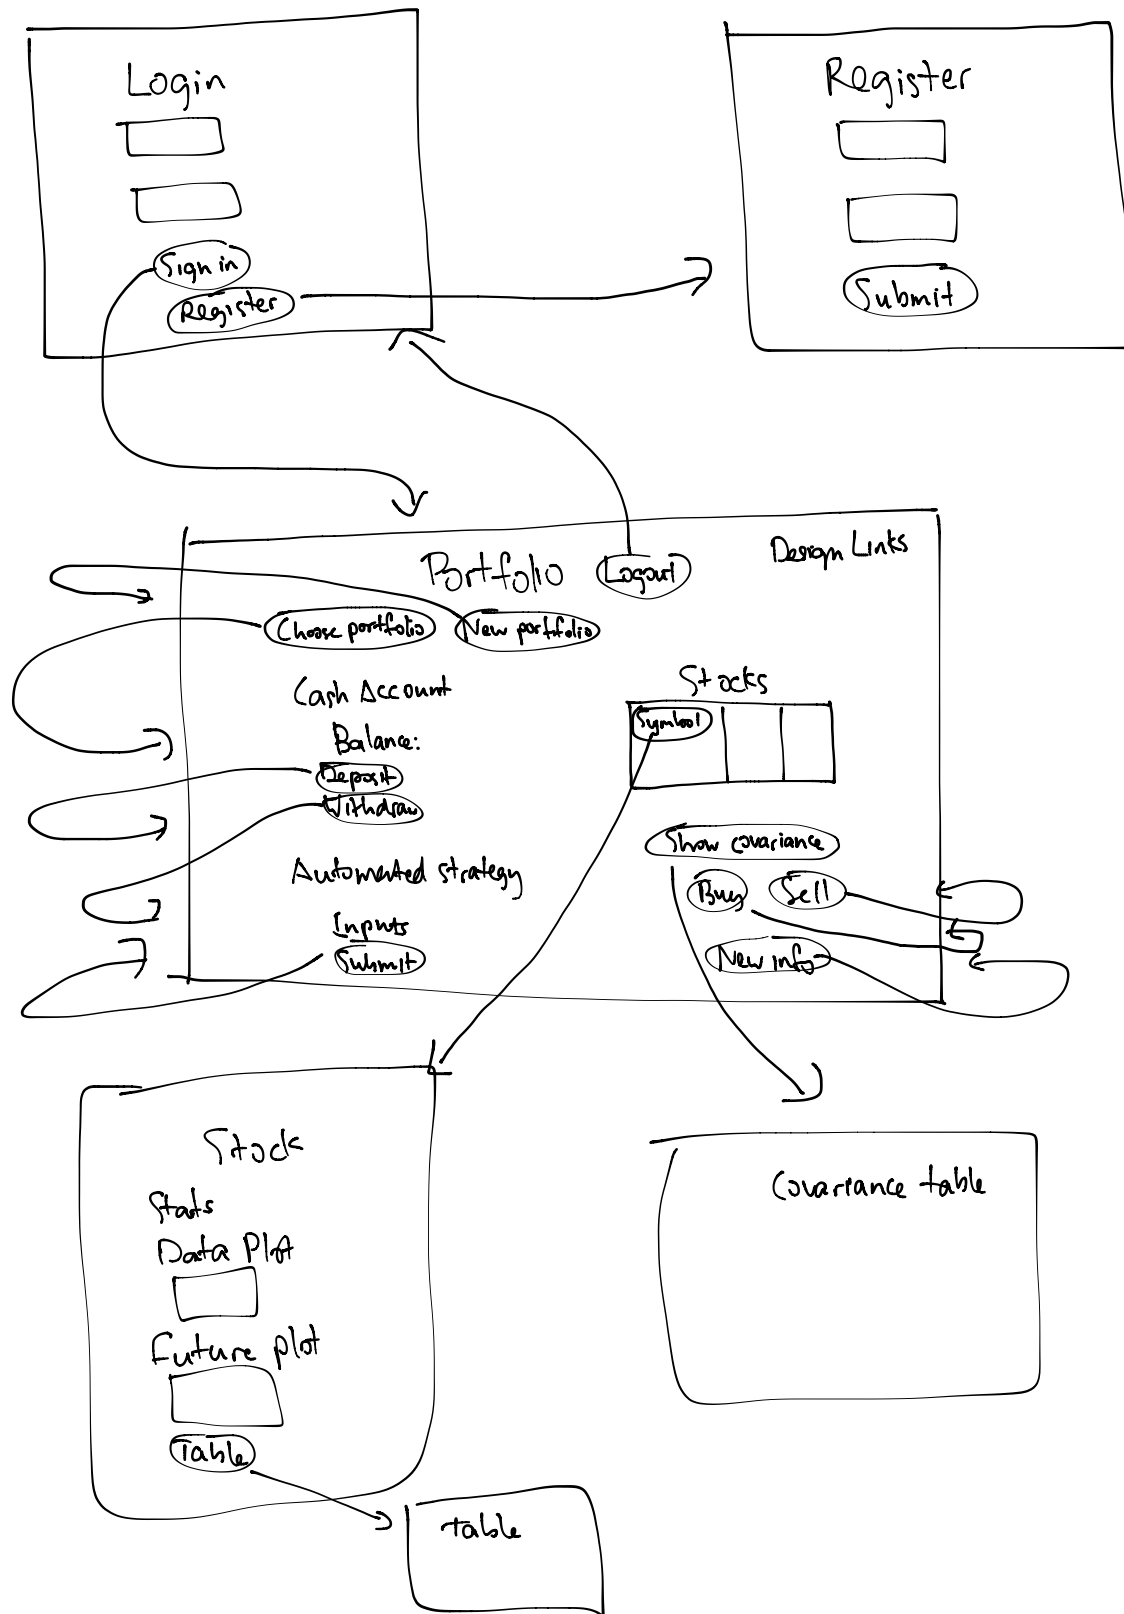 Login
Sign in
Register
Register
Submit
Portfolio
Logout
Design Links
Choose portfolio
New portfolio
Cash Account
Balance:
Deposit
Withdraw
Automated strategy
Inputs
Submit
Stocks
Symbol
Show covariance
Buy
Sell
New info
Stock
Stats
Data Plot
Future plot
Table
Covariance table
table